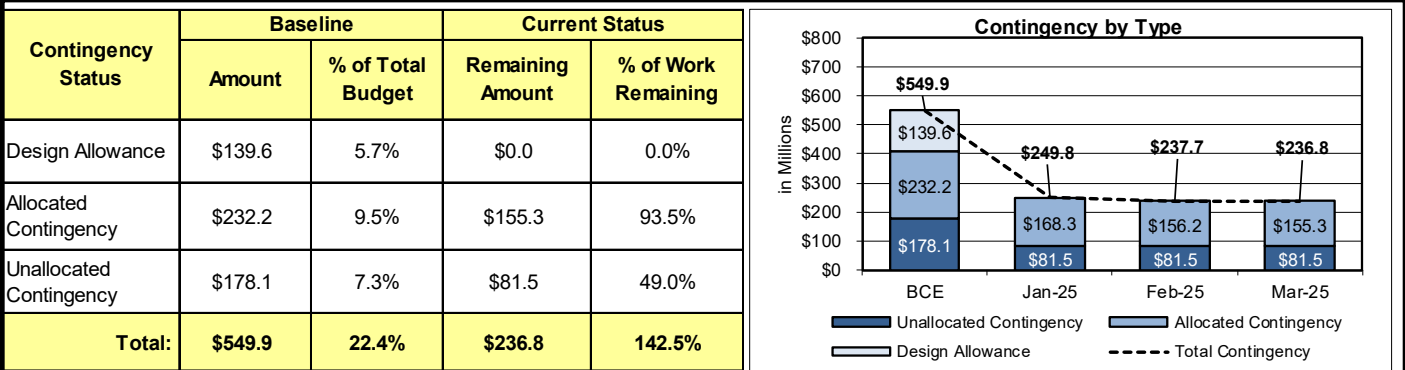 Contingency Status
Baseline
Current Status
Amount
% of Total Budget
Remaining Amount
% of Work Remaining
Design Allowance $139.6 5.7% $0.0 0.0%
Allocated Contingency $232.2 9.5% $155.3 93.5%
Unallocated Contingency $178.1 7.3% $81.5 49.0%
Total: $549.9 22.4% $236.8 142.5%
Contingency by Type
in Millions
$800
$700
$600
$500
$400
$300
$200
$100
$0
$549.9
$249.8
$237.7
$236.8
$139.6
$232.2
$178.1
$168.3
$81.5
$156.2
$81.5
$155.3
$81.5
BCE Jan-25 Feb-25 Mar-25
Unallocated Contingency
Allocated Contingency
Design Allowance
Total Contingency